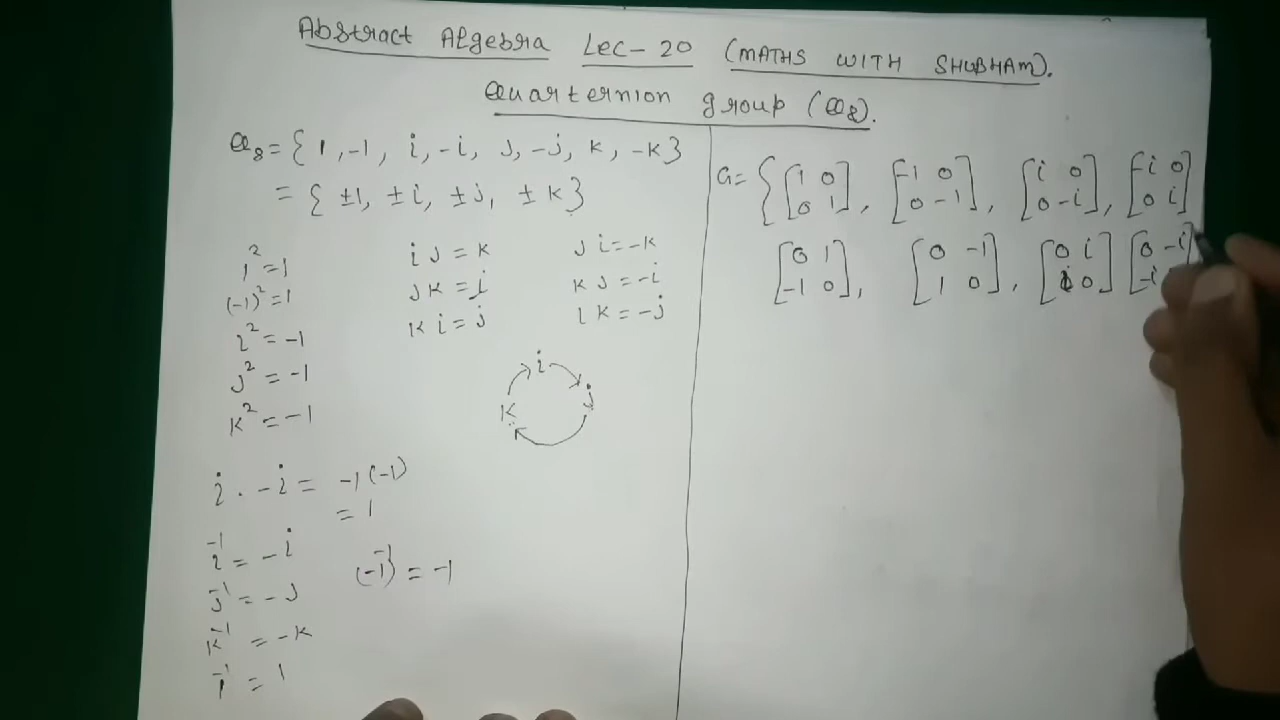 Abstract Algebra Lec-20 (MATHS WITH SHUBHAM).
Quarternion group (Q8).
Q8 = { 1, -1, i, -i, j, -j, k, -k }
= { ±1, ±i, ±j, ±k }
1² = 1
(-1)² = 1
i² = -1
j² = -1
k² = -1
ij = k
jk = i
ki = j
ji = -k
kj = -i
ik = -j
i
j
k
i . -i = -1(-1)
= 1
i⁻¹ = -i
j⁻¹ = -j
k⁻¹ = -k
1⁻¹ = 1
(-1)⁻¹ = -1
G = { [1 0
0 1], [-1 0
0 -1], [i 0
0 -i], [-i 0
0 i]
[0 1
-1 0], [0 -1
1 0], [0 i
i 0] [0 -i
-i